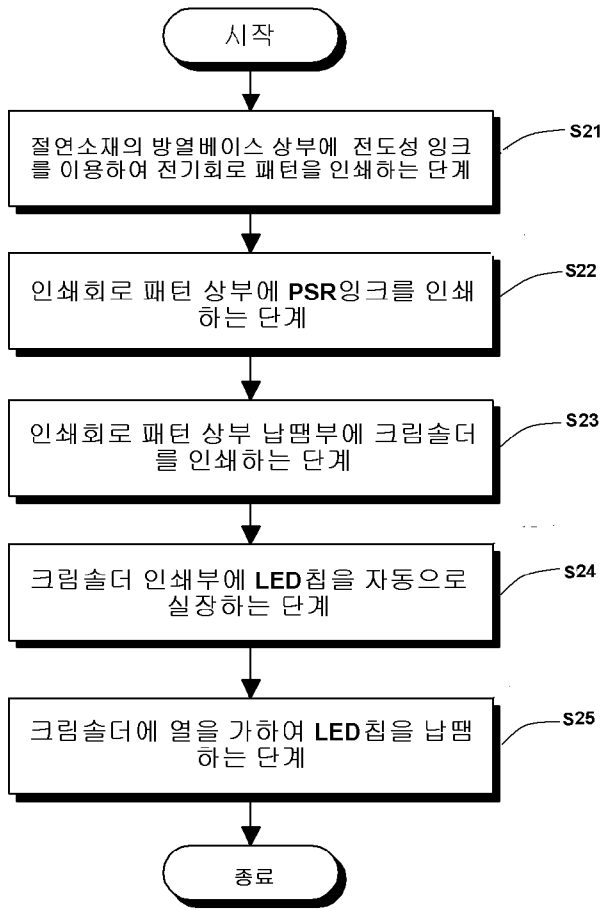 시작
절연소재의 방열베이스 상부에 전도성 잉크
를 이용하여 전기회로 패턴을 인쇄하는 단계
S21
인쇄회로 패턴 상부에 PSR잉크를 인쇄
하는 단계
S22
인쇄회로 패턴 상부 납땜부에 크림솔더
를 인쇄하는 단계
S23
크림솔더 인쇄부에 LED칩을 자동으로
실장하는 단계
S24
크림솔더에 열을 가하여 LED칩을 납땜
하는 단계
S25
종료